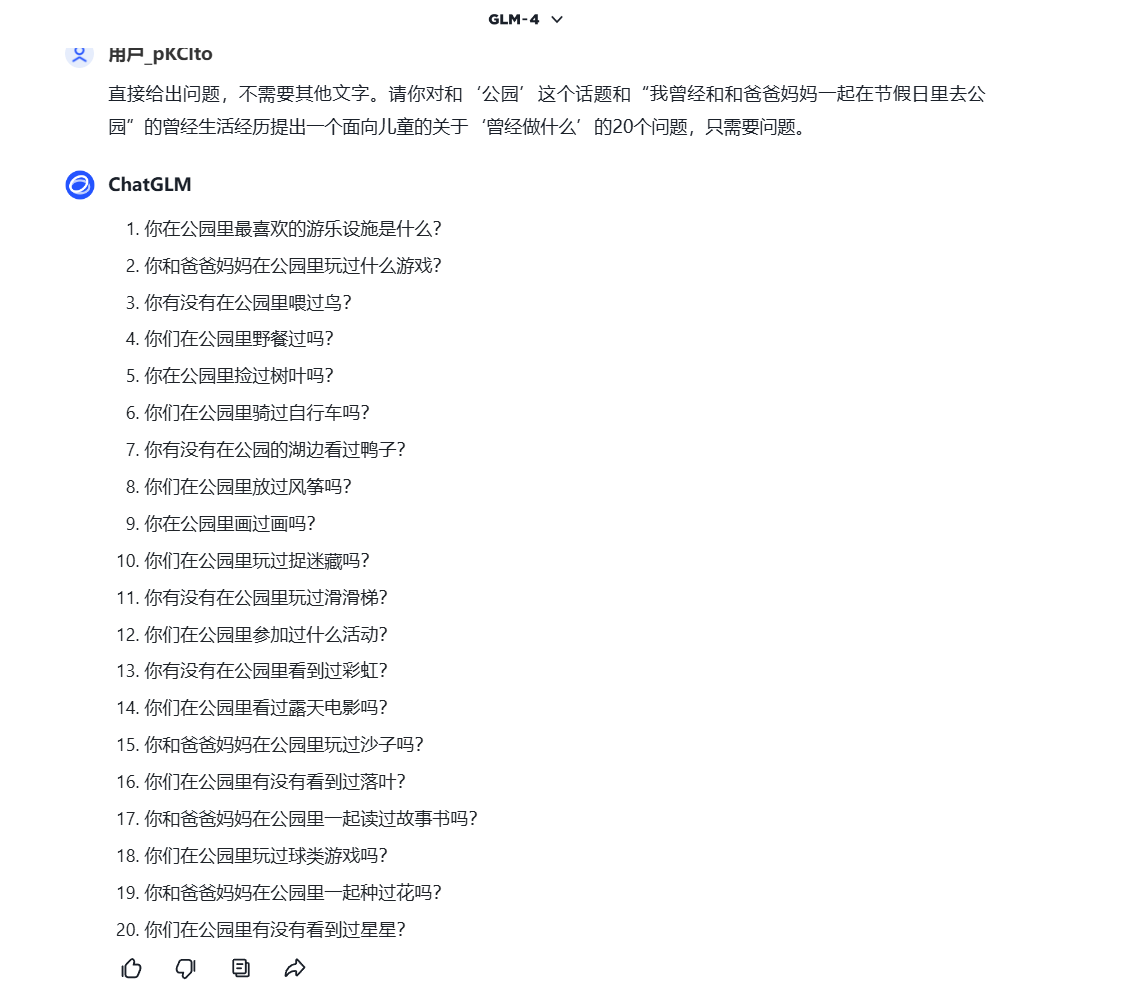 GLM-4
用户_pKCIto
直接给出问题，不需要其他文字。请你对和‘公园’这个话题和“我曾经和和爸爸妈妈一起在节假日里去公
园”的曾经生活经历提出一个面向儿童的关于‘曾经做什么’的20个问题，只需要问题。
ChatGLM
1. 你在公园里最喜欢的游乐设施是什么？
2. 你和爸爸妈妈在公园里玩过什么游戏？
3. 你有没有在公园里喂过鸟？
4. 你们在公园里野餐过吗？
5. 你在公园里捡过树叶吗？
6. 你们在公园里骑过自行车吗？
7. 你有没有在公园的湖边看过鸭子？
8. 你们在公园里放过风筝吗？
9. 你在公园里画过画吗？
10. 你们在公园里玩过捉迷藏吗？
11. 你有没有在公园里玩过滑滑梯？
12. 你们在公园里参加过什么活动？
13. 你有没有在公园里看到过彩虹？
14. 你们在公园里看过露天电影吗？
15. 你和爸爸妈妈在公园里玩过沙子吗？
16. 你们在公园里有没有看到过落叶？
17. 你和爸爸妈妈在公园里一起读过故事书吗？
18. 你们在公园里玩过球类游戏吗？
19. 你和爸爸妈妈在公园里一起种过花吗？
20. 你们在公园里有没有看到过星星？